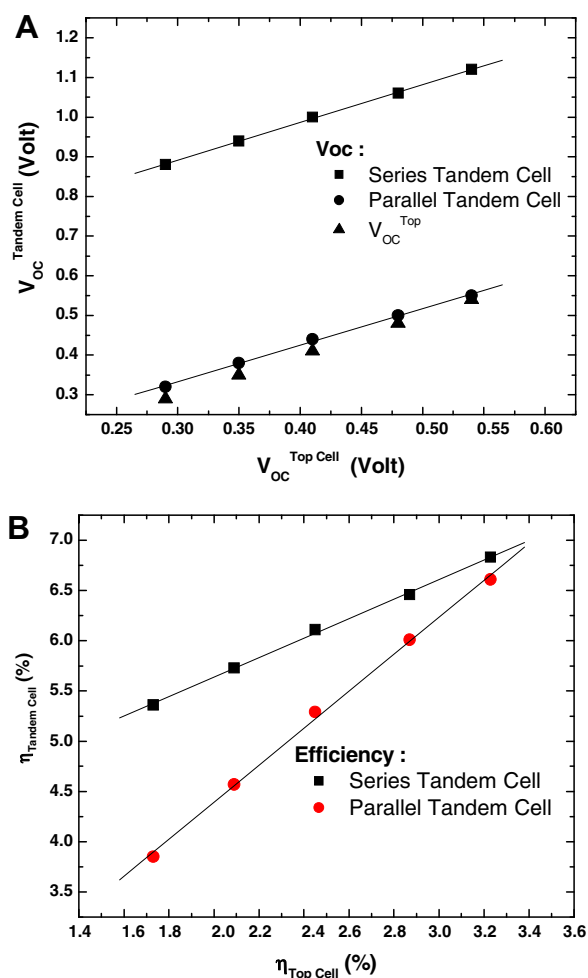 A
1.2
1.1
1.0
0.9
0.8
0.7
0.6
0.5
0.4
0.3
V_OC^Tandem Cell (Volt)
Voc :
Series Tandem Cell
Parallel Tandem Cell
V_OC^Top
0.25 0.30 0.35 0.40 0.45 0.50 0.55 0.60
V_OC^Top Cell (Volt)
B
7.0
6.5
6.0
5.5
5.0
4.5
4.0
3.5
η_Tandem Cell (%)
Efficiency :
Series Tandem Cell
Parallel Tandem Cell
1.4 1.6 1.8 2.0 2.2 2.4 2.6 2.8 3.0 3.2 3.4 3.6
η_Top Cell (%)